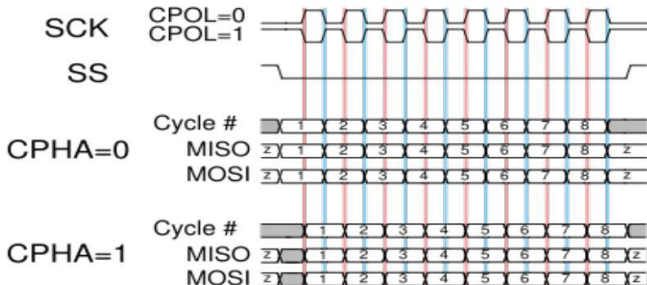 CPOL=0
SCK CPOL=1
SS
Cycle # 1 2 3 4 5 6 7 8
CPHA=0 MISO z 1 2 3 4 5 6 7 8 z
MOSI z 1 2 3 4 5 6 7 8 z
Cycle # 1 2 3 4 5 6 7 8
CPHA=1 MISO z 1 2 3 4 5 6 7 8 z
MOSI z 1 2 3 4 5 6 7 8 z